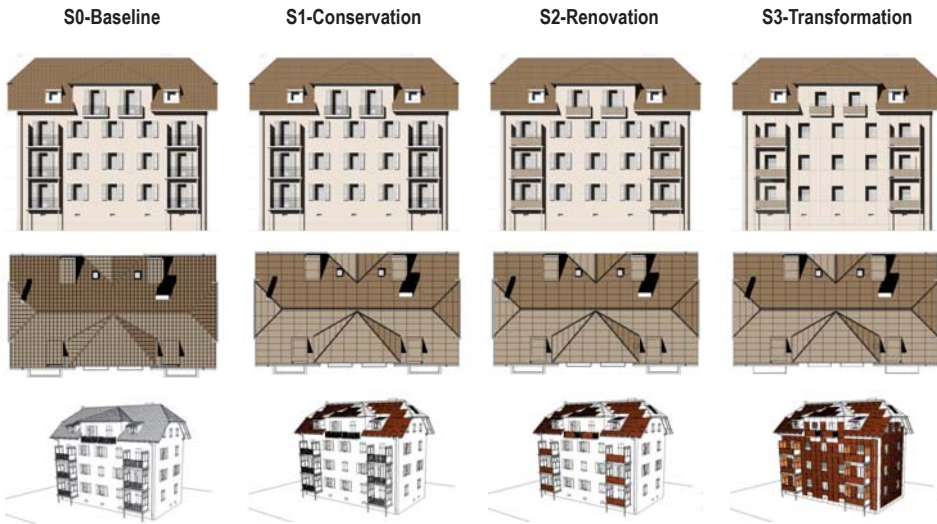 S0-Baseline
S1-Conservation
S2-Renovation
S3-Transformation